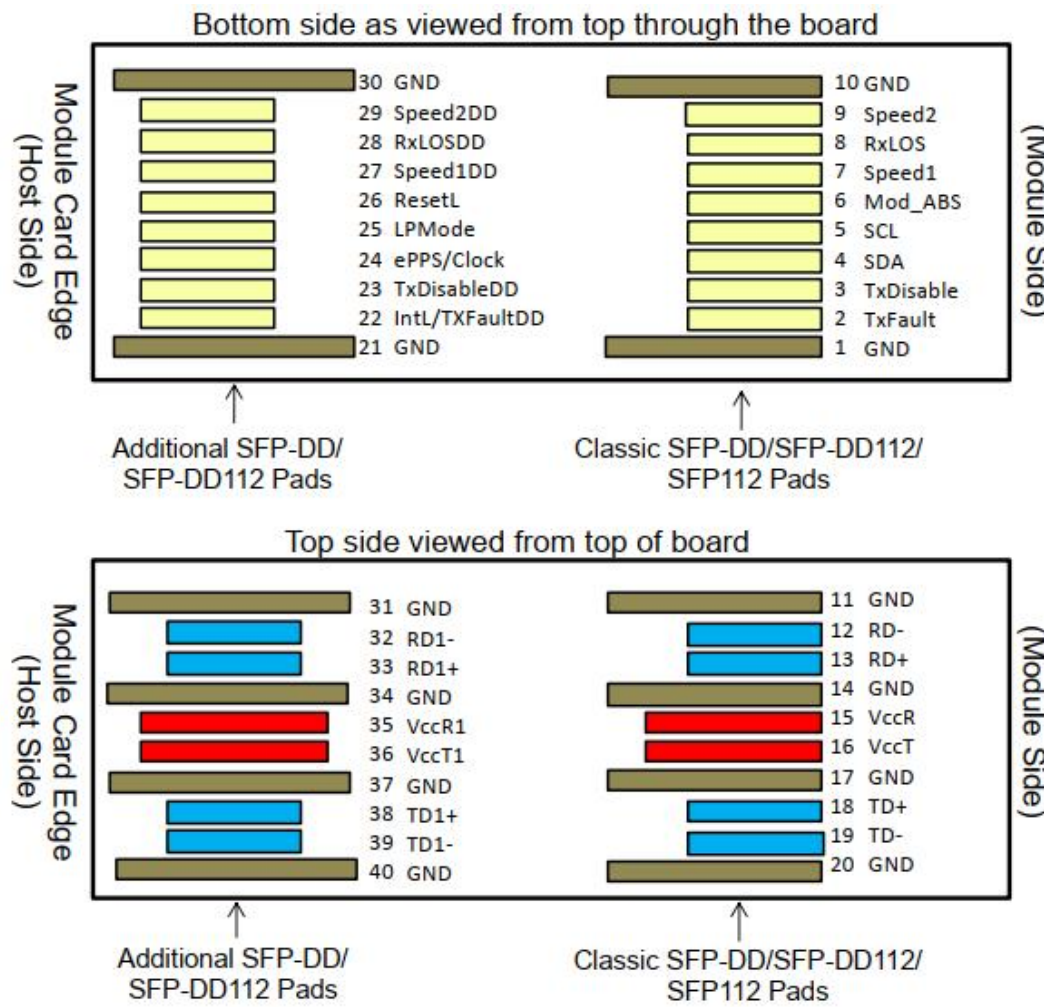 Bottom side as viewed from top through the board
Module Card Edge
(Host Side)
30 GND
29 Speed2DD
28 RxLOSDD
27 Speed1DD
26 ResetL
25 LPMode
24 ePPS/Clock
23 TxDisableDD
22 IntL/TXFaultDD
21 GND
10 GND
9 Speed2
8 RxLOS
7 Speed1
6 Mod_ABS
5 SCL
4 SDA
3 TxDisable
2 TxFault
1 GND
(Module Side)
Additional SFP-DD/
SFP-DD112 Pads
Classic SFP-DD/SFP-DD112/
SFP112 Pads
Top side viewed from top of board
Module Card Edge
(Host Side)
31 GND
32 RD1-
33 RD1+
34 GND
35 VccR1
36 VccT1
37 GND
38 TD1+
39 TD1-
40 GND
11 GND
12 RD-
13 RD+
14 GND
15 VccR
16 VccT
17 GND
18 TD+
19 TD-
20 GND
(Module Side)
Additional SFP-DD/
SFP-DD112 Pads
Classic SFP-DD/SFP-DD112/
SFP112 Pads